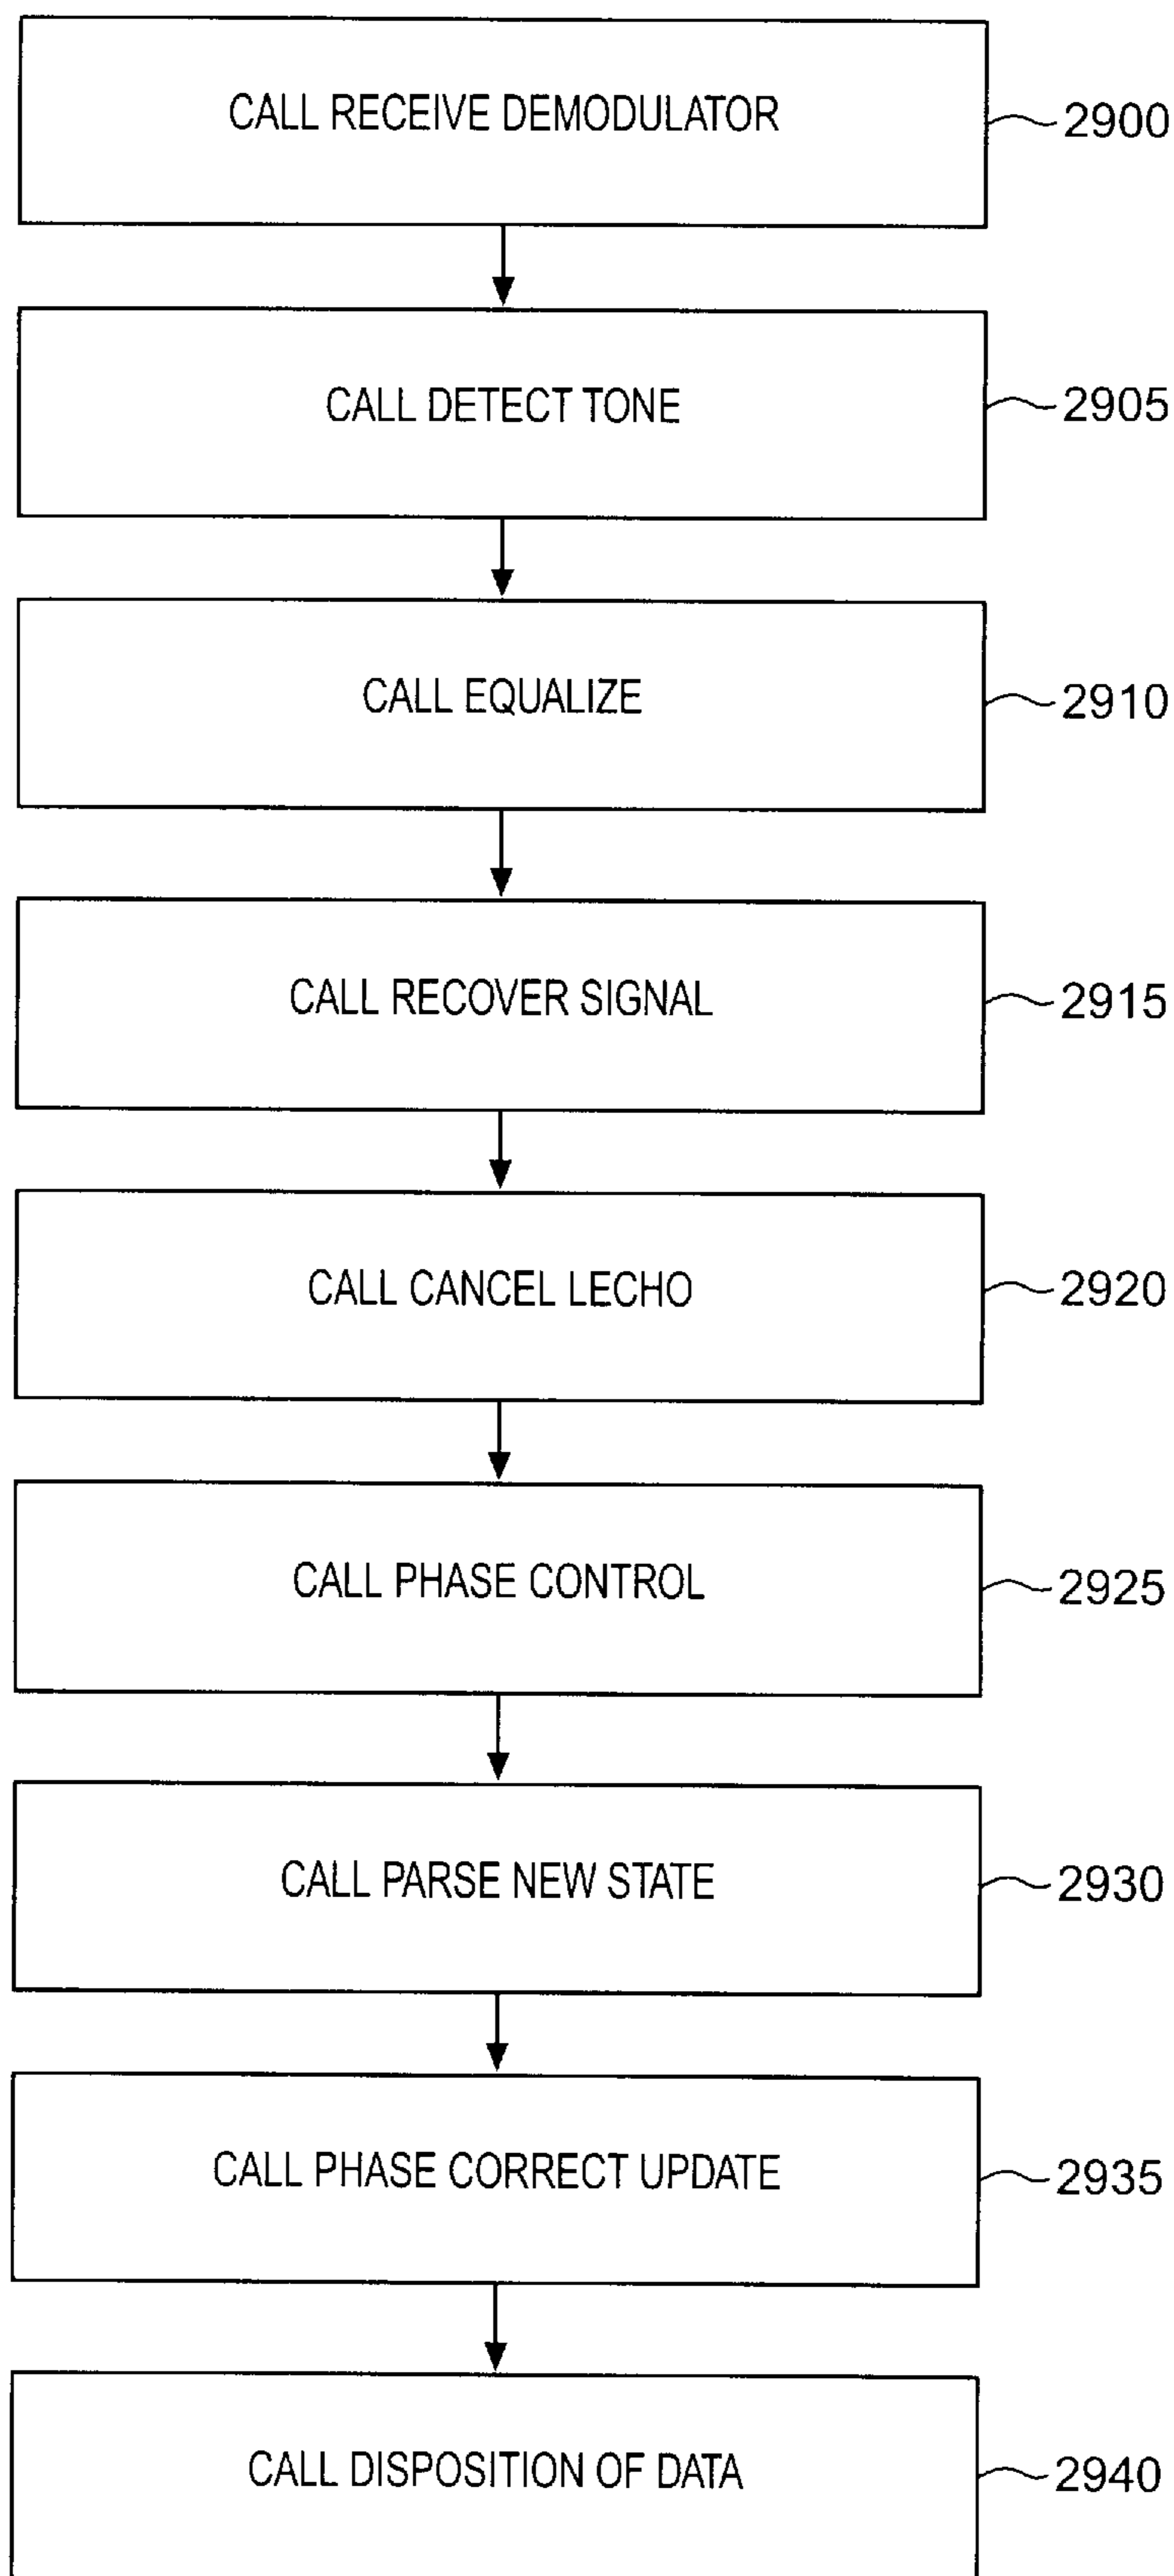 CALL RECEIVE DEMODULATOR
2900
CALL DETECT TONE
2905
CALL EQUALIZE
2910
CALL RECOVER SIGNAL
2915
CALL CANCEL LECHO
2920
CALL PHASE CONTROL
2925
CALL PARSE NEW STATE
2930
CALL PHASE CORRECT UPDATE
2935
CALL DISPOSITION OF DATA
2940